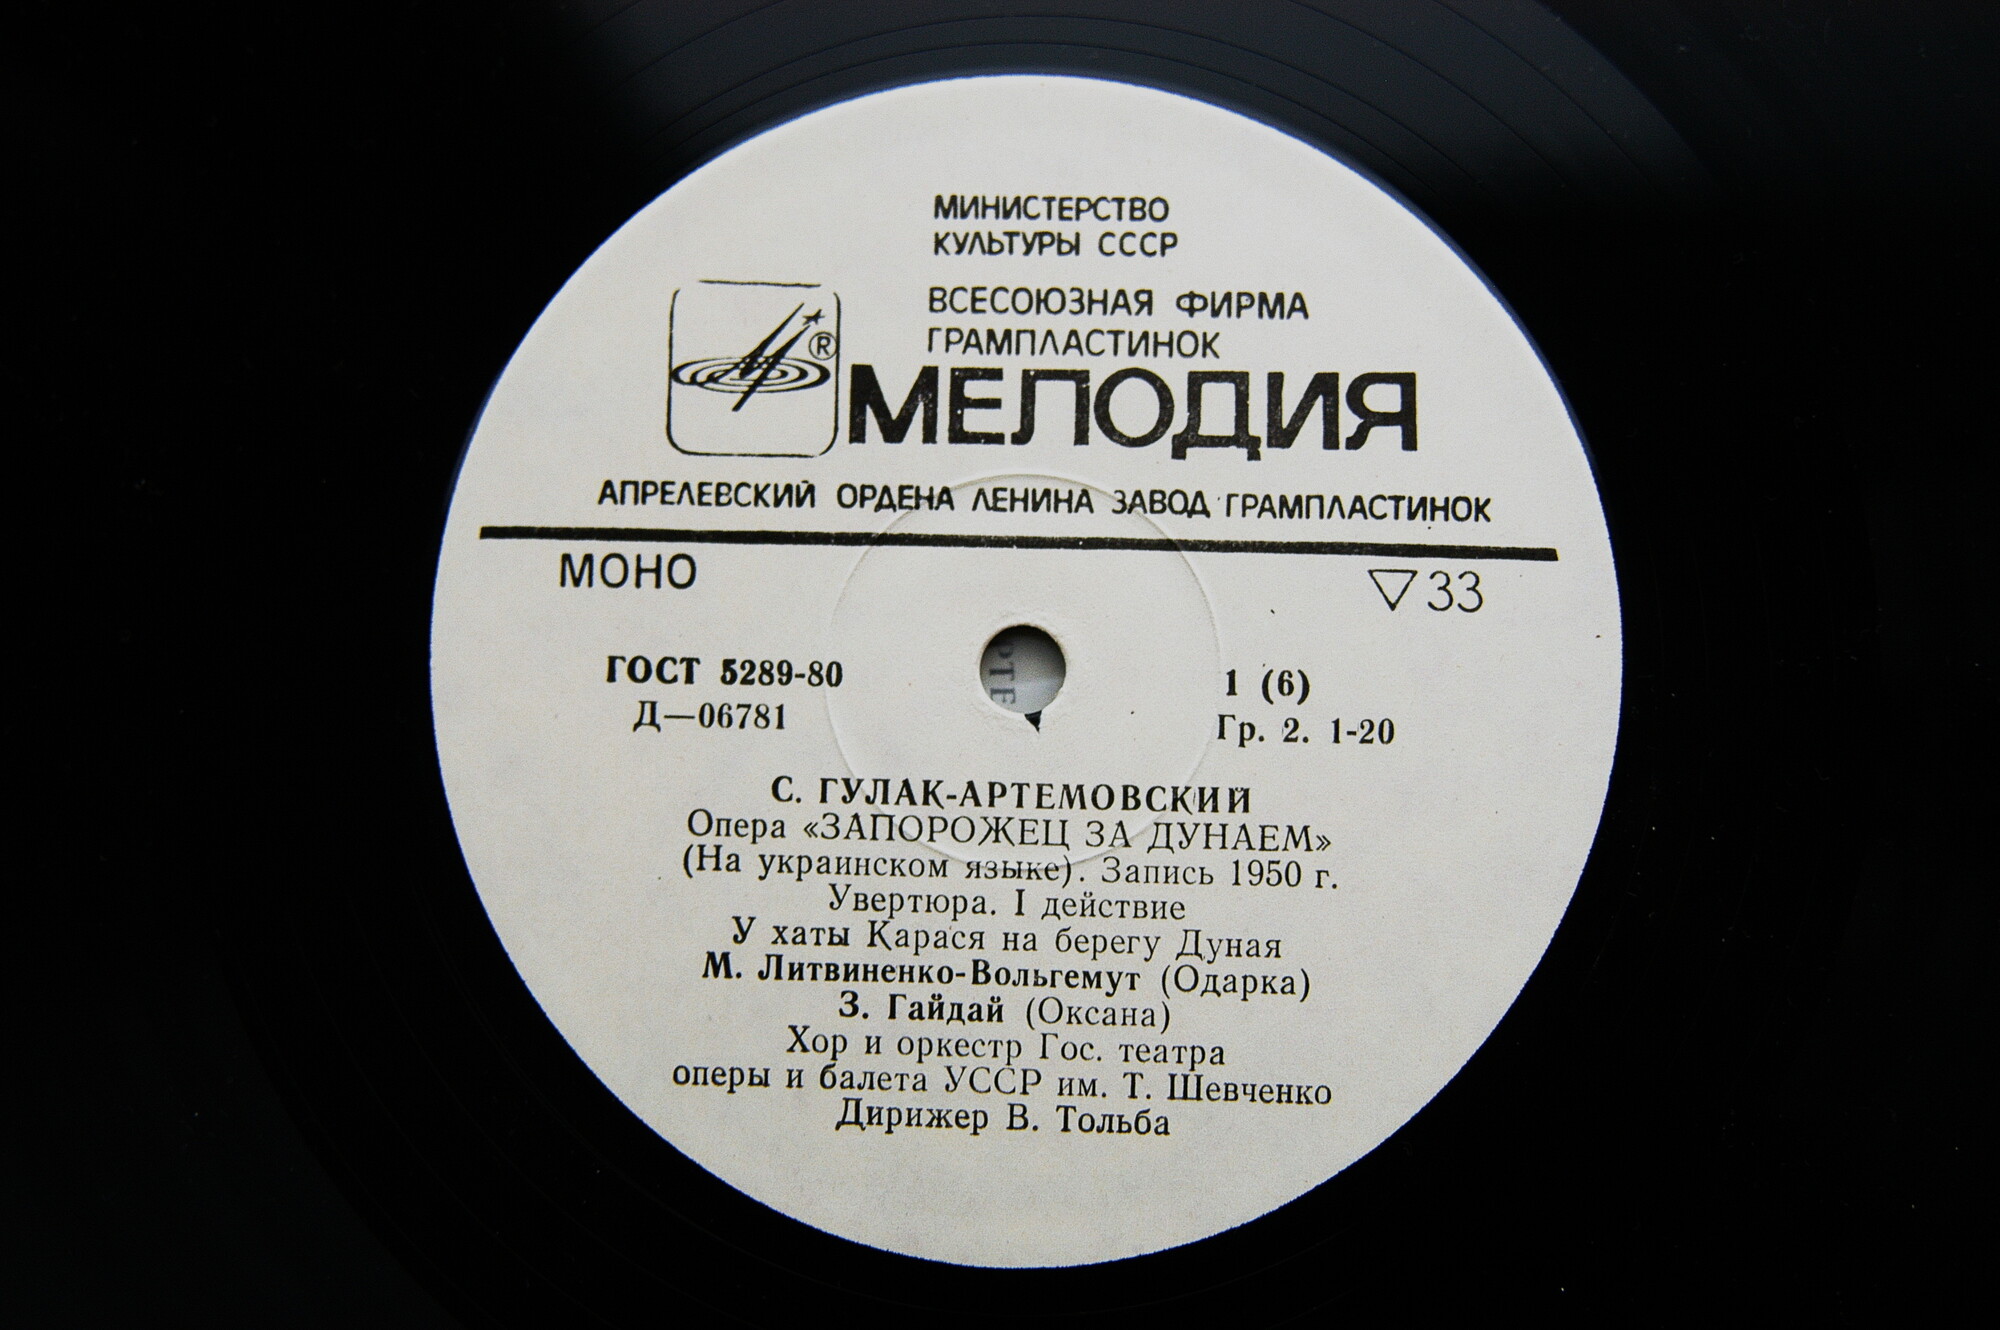 МИНИСТЕРСТВО
КУЛЬТУРЫ СССР
ВСЕСОЮЗНАЯ ФИРМА
ГРАМПЛАСТИНОК
®
МЕЛОДИЯ
АПРЕЛЕВСКИЙ ОРДЕНА ЛЕНИНА ЗАВОД ГРАМПЛАСТИНОК
МОНО ▽33
ГОСТ 5289-80 1 (6)
Д—06781 Гр. 2. 1-20
С. ГУЛАК-АРТЕМОВСКИЙ
Опера «ЗАПОРОЖЕЦ ЗА ДУНАЕМ»
(На украинском языке). Запись 1950 г.
Увертюра. I действие
У хаты Карася на берегу Дуная
М. Литвиненко-Вольгемут (Одарка)
З. Гайдай (Оксана)
Хор и оркестр Гос. театра
оперы и балета УССР им. Т. Шевченко
Дирижер В. Тольба